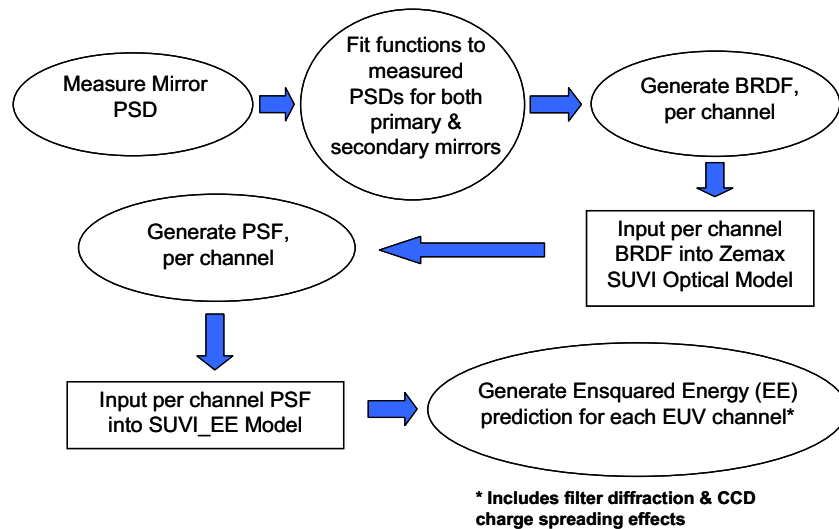 Measure Mirror
PSD
Fit functions to
measured
PSDs for both
primary &
secondary mirrors
Generate BRDF,
per channel
Input per channel
BRDF into Zemax
SUVI Optical Model
Generate PSF,
per channel
Input per channel PSF
into SUVI_EE Model
Generate Ensquared Energy (EE)
prediction for each EUV channel*
* Includes filter diffraction & CCD
charge spreading effects